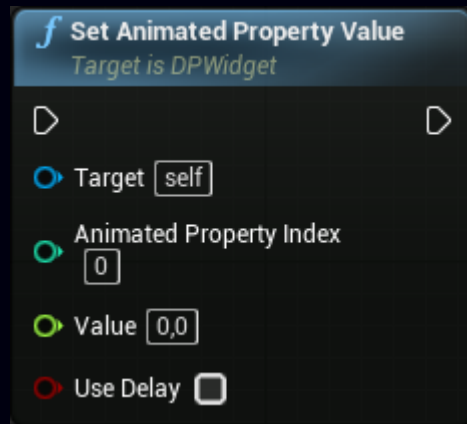 f Set Animated Property Value
Target is DPWidget
Target self
Animated Property Index
0
Value 0,0
Use Delay